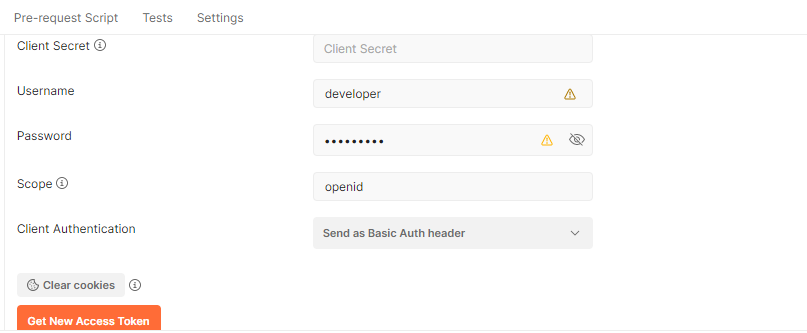 Pre-request Script Tests Settings
Client Secret Client Secret
Username developer
Password •••••••••
Scope openid
Client Authentication Send as Basic Auth header
Clear cookies
Get New Access Token